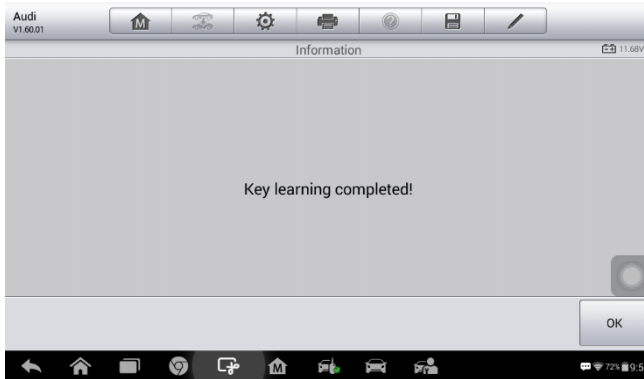 Audi
V1.60.01
M
Information
11.68V
Key learning completed!
OK
M
72%